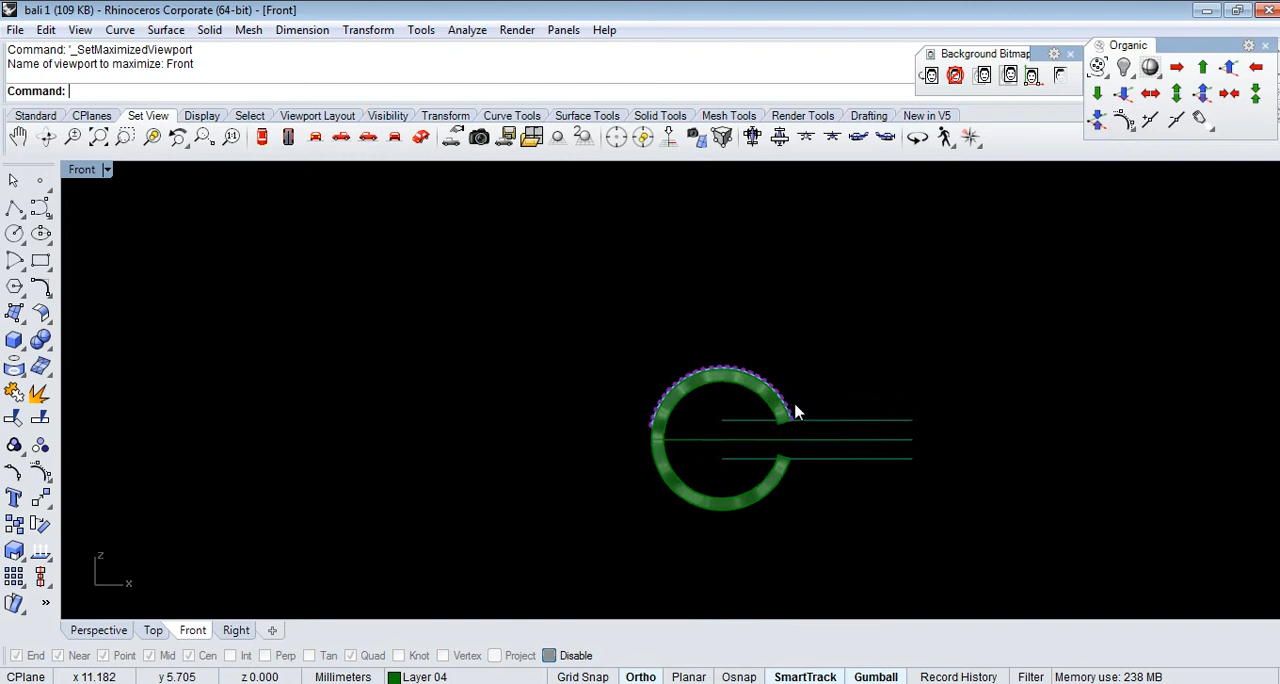 bali 1 (109 KB) - Rhinoceros Corporate (64-bit) - [Front]
File Edit View Curve Surface Solid Mesh Dimension Transform Tools Analyze Render Panels Help
Command: '_SetMaximizedViewport
Name of viewport to maximize: Front
Command:
Background Bitmap
Organic
Standard CPlanes Set View Display Select Viewport Layout Visibility Transform Curve Tools Surface Tools Solid Tools Mesh Tools Render Tools Drafting New in V5
Front
z
x
Perspective Top Front Right
End Near Point Mid Cen Int Perp Tan Quad Knot Vertex Project Disable
CPlane x 11.182 y 5.705 z 0.000 Millimeters Layer 04 Grid Snap Ortho Planar Osnap SmartTrack Gumball Record History Filter Memory use: 238 MB